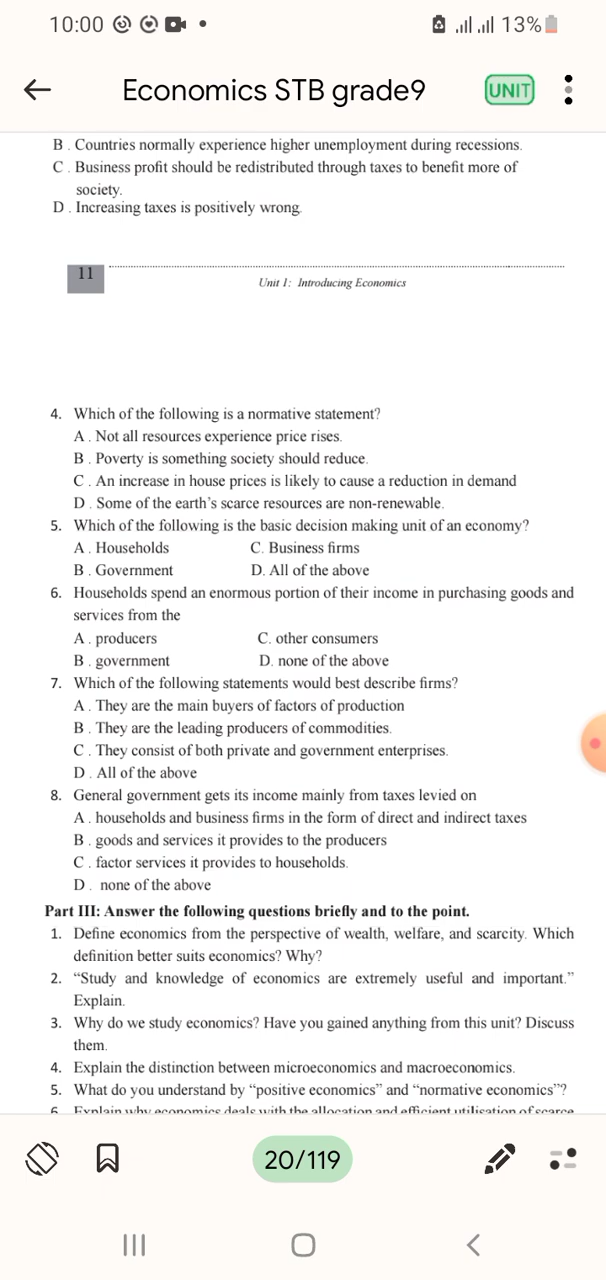 10:00 13%
Economics STB grade9 UNIT
B . Countries normally experience higher unemployment during recessions.
C . Business profit should be redistributed through taxes to benefit more of
society.
D . Increasing taxes is positively wrong.
11
Unit 1: Introducing Economics
4. Which of the following is a normative statement?
A . Not all resources experience price rises.
B . Poverty is something society should reduce.
C . An increase in house prices is likely to cause a reduction in demand
D . Some of the earth's scarce resources are non-renewable.
5. Which of the following is the basic decision making unit of an economy?
A . Households C. Business firms
B . Government D. All of the above
6. Households spend an enormous portion of their income in purchasing goods and
services from the
A . producers C. other consumers
B . government D. none of the above
7. Which of the following statements would best describe firms?
A . They are the main buyers of factors of production
B . They are the leading producers of commodities.
C . They consist of both private and government enterprises.
D . All of the above
8. General government gets its income mainly from taxes levied on
A . households and business firms in the form of direct and indirect taxes
B . goods and services it provides to the producers
C . factor services it provides to households.
D . none of the above
Part III: Answer the following questions briefly and to the point.
1. Define economics from the perspective of wealth, welfare, and scarcity. Which
definition better suits economics? Why?
2. “Study and knowledge of economics are extremely useful and important.”
Explain.
3. Why do we study economics? Have you gained anything from this unit? Discuss
them.
4. Explain the distinction between microeconomics and macroeconomics.
5. What do you understand by “positive economics” and “normative economics”?
6 Explain why economics deals with the allocation and efficient utilisation of scarce
20/119